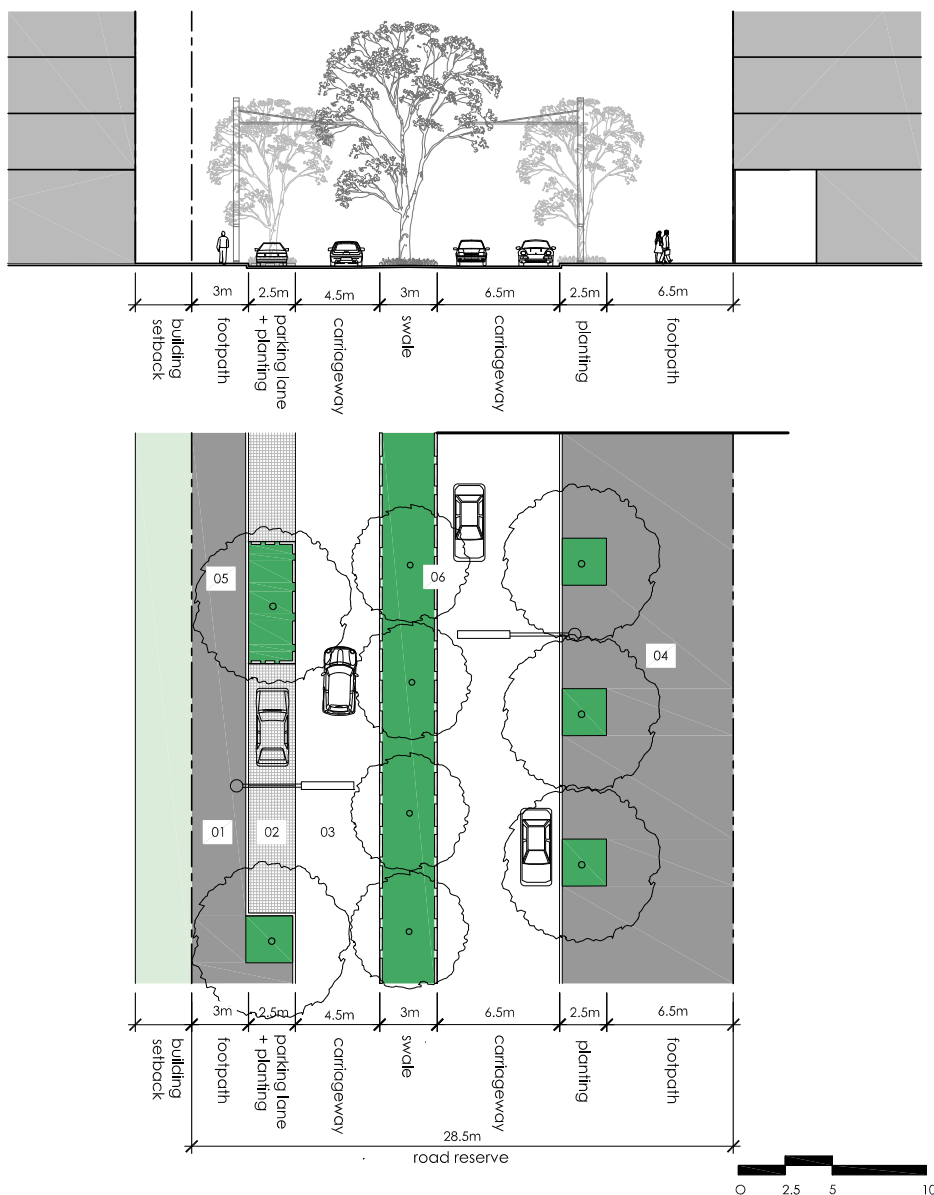 3m 2.5m 4.5m 3m 6.5m 2.5m 6.5m
building
setback
footpath
parking lane
+ planting
carriageway
swale
carriageway
planting
footpath
05
06
04
01
02
03
3m 2.5m 4.5m 3m 6.5m 2.5m 6.5m
building
setback
footpath
parking lane
+ planting
carriageway
swale
carriageway
planting
footpath
28.5m
road reserve
O 2.5 5 10